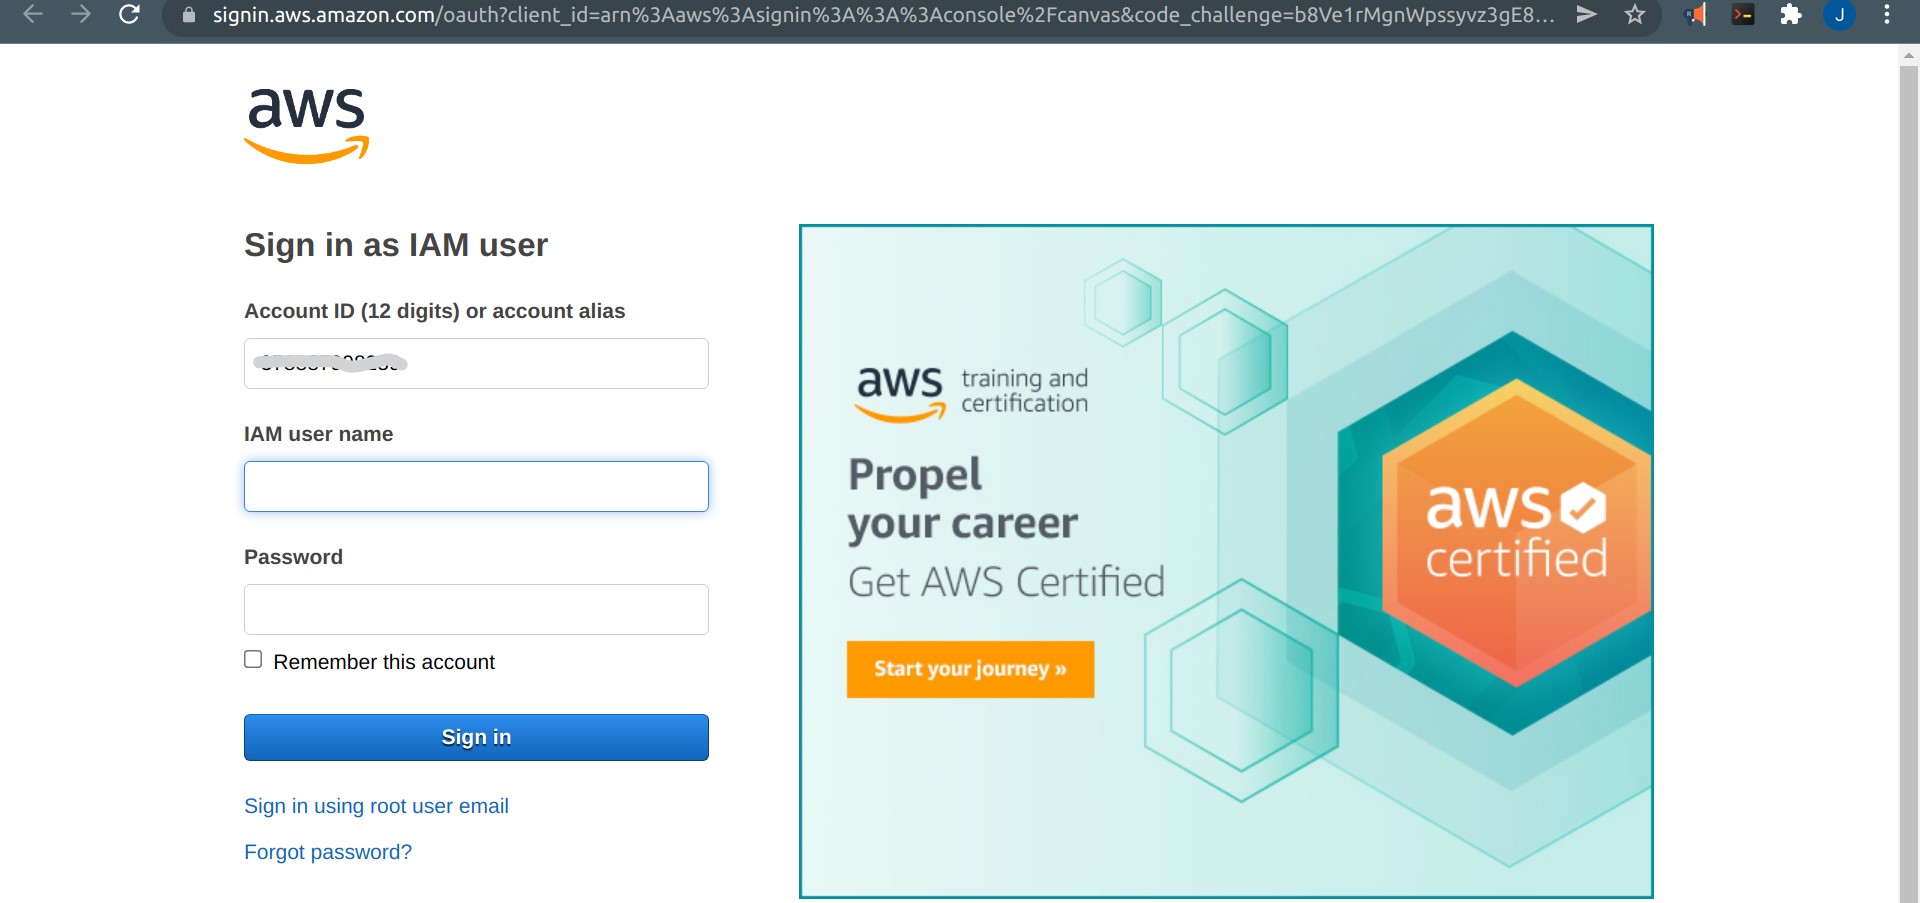 signin.aws.amazon.com/oauth?client_id=arn%3Aaws%3Asignin%3A%3A%3Aconsole%2Fcanvas&code_challenge=b8Ve1rMgnWpssyvz3gE8...
J
aws
Sign in as IAM user
Account ID (12 digits) or account alias
IAM user name
Password
Remember this account
Sign in
Sign in using root user email
Forgot password?
aws training and
certification
Propel
your career
Get AWS Certified
Start your journey »
aws
certified